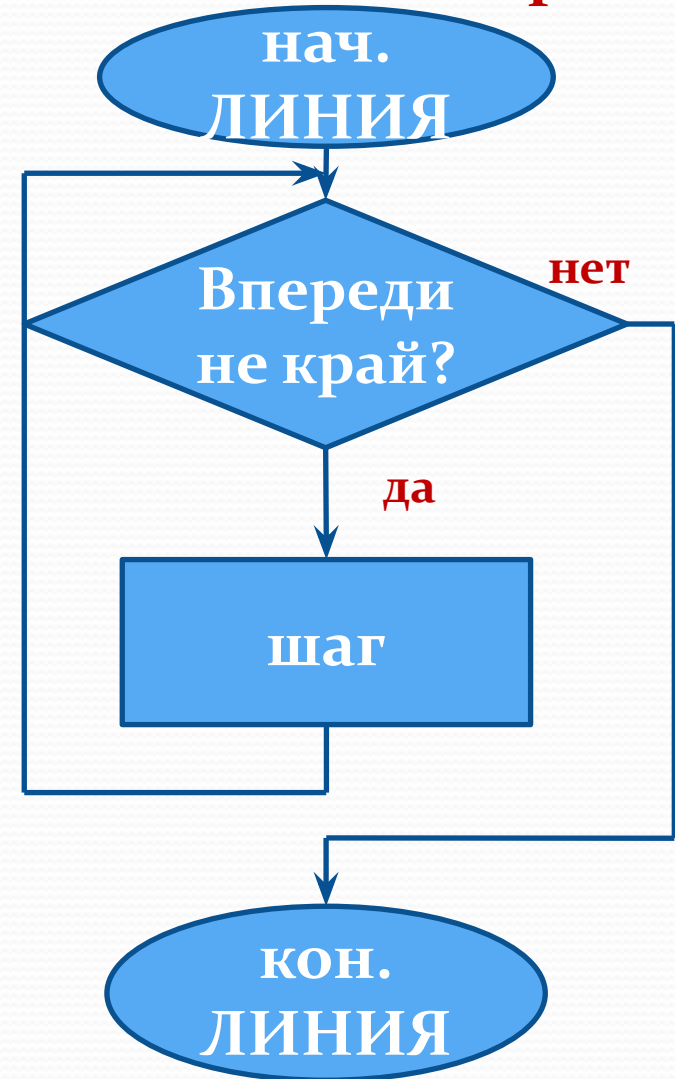 нач.
ЛИНИЯ
Впереди
не край?
нет
да
шаг
кон.
ЛИНИЯ